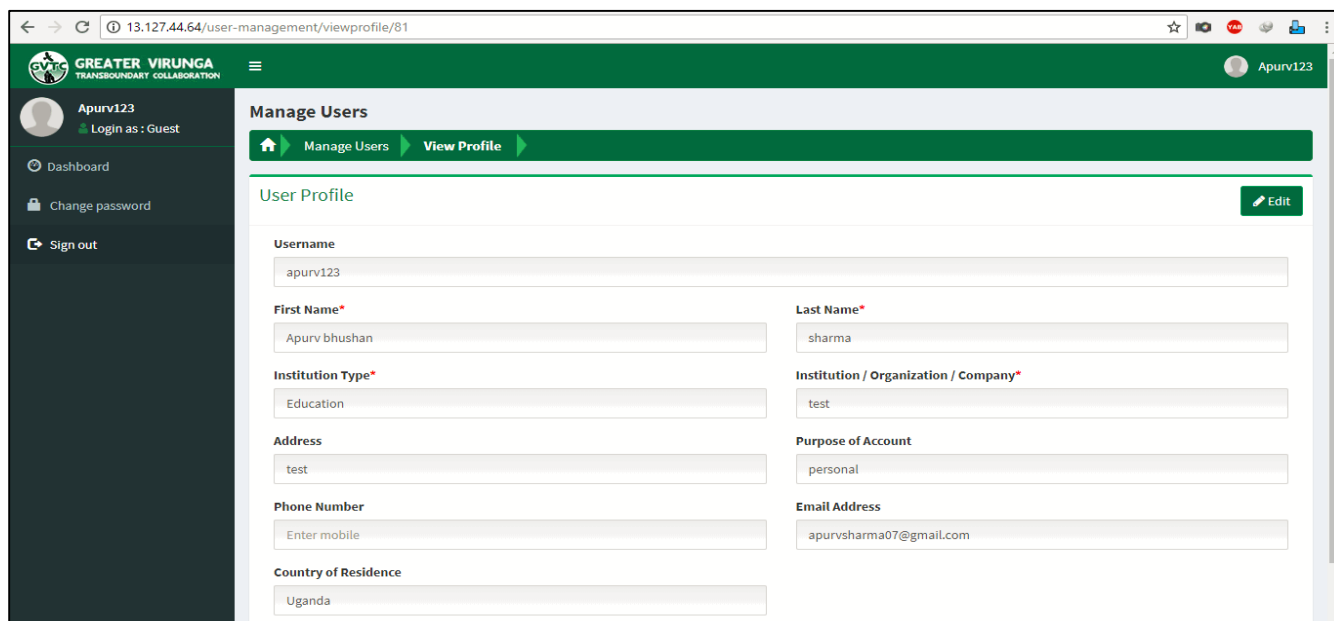 13.127.44.64/user-management/viewprofile/81
YAB
GVTC
GREATER VIRUNGA
TRANSBOUNDARY COLLABORATION
Apurv123
Apurv123
Login as : Guest
Dashboard
Change password
Sign out
Manage Users
Manage Users
View Profile
User Profile
Edit
Username
apurv123
First Name*
Last Name*
Apurv bhushan
sharma
Institution Type*
Institution / Organization / Company*
Education
test
Address
Purpose of Account
test
personal
Phone Number
Email Address
Enter mobile
apurvsharma07@gmail.com
Country of Residence
Uganda